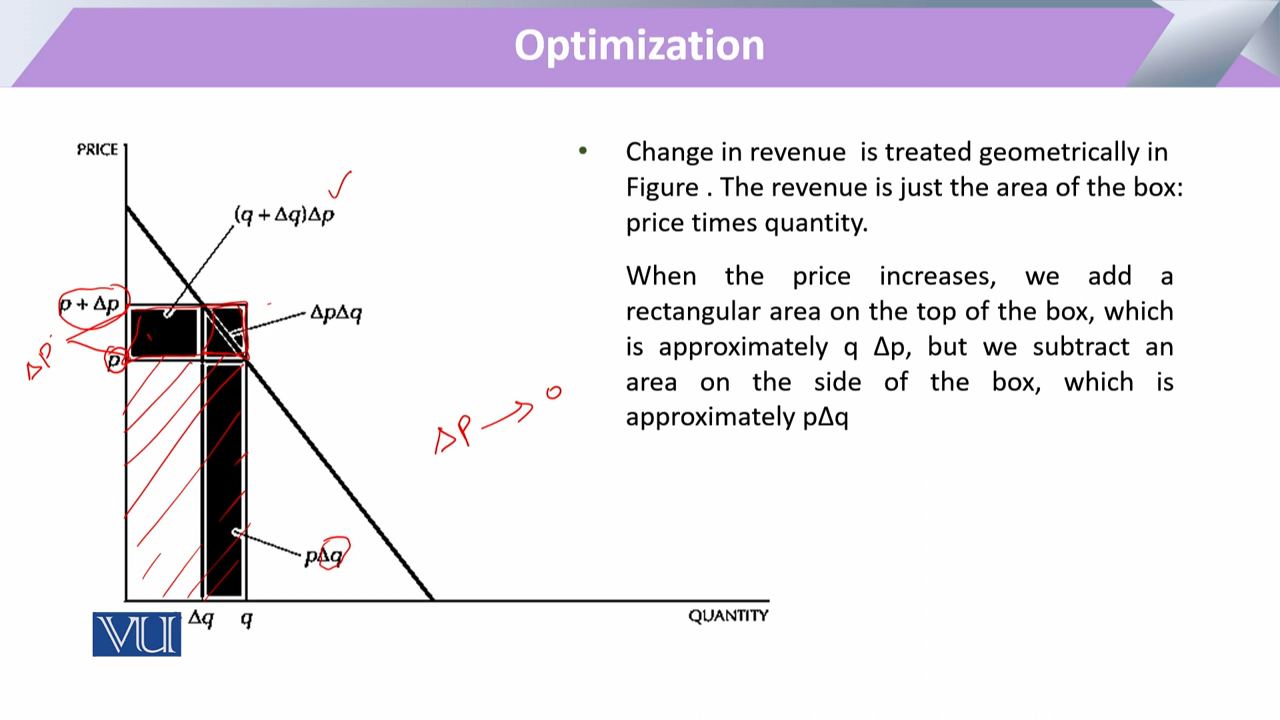 Optimization
PRICE
(q + Δq)Δp
p + Δp
ΔpΔq
p
ΔP
ΔP → 0
pΔq
Δq q
QUANTITY
VU
• Change in revenue is treated geometrically in
Figure . The revenue is just the area of the box:
price times quantity.
When the price increases, we add a
rectangular area on the top of the box, which
is approximately q Δp, but we subtract an
area on the side of the box, which is
approximately pΔq